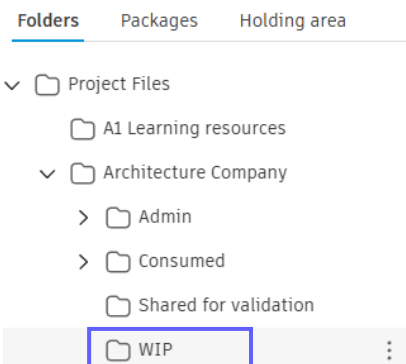 Folders Packages Holding area
Project Files
A1 Learning resources
Architecture Company
Admin
Consumed
Shared for validation
WIP